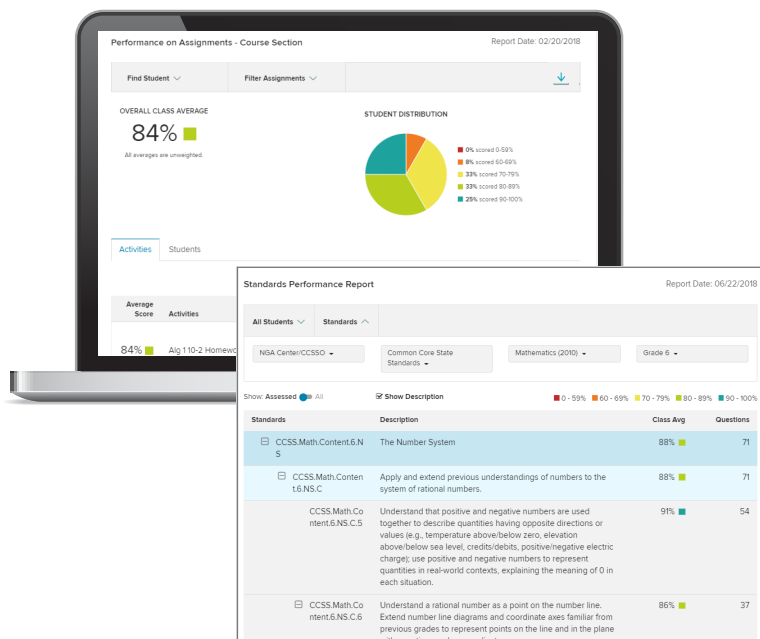 Performance on Assignments - Course Section
Report Date: 02/20/2018
Find Student
Filter Assignments
OVERALL CLASS AVERAGE
84%
All averages are unweighted.
STUDENT DISTRIBUTION
0% scored 0-59%
8% scored 60-69%
33% scored 70-79%
33% scored 80-89%
25% scored 90-100%
Activities Students
Average
Score Activities
84% Alg 1 10-2
Standards Performance Report
Report Date: 06/22/2018
All Students Standards
NGA Center/CCSSO
Common Core State
Standards
Mathematics (2010)
Grade 6
Show: Assessed All
Show Description
0 - 59% 60 - 69% 70 - 79% 80 - 89% 90 - 100%
Standards Description Class Avg Questions
CCSS.Math.Content.6.N
S
The Number System
88% 71
CCSS.Math.Conten
t.6.NS.C
Apply and extend previous understandings of numbers to the
system of rational numbers.
88% 71
CCSS.Math.Co
ntent.6.NS.C.5
Understand that positive and negative numbers are used
together to describe quantities having opposite directions or
values (e.g., temperature above/below zero, elevation
above/below sea level, credits/debits, positive/negative electric
charge); use positive and negative numbers to represent
quantities in real-world contexts, explaining the meaning of 0 in
each situation.
91% 54
CCSS.Math.Co
ntent.6.NS.C.6
Understand a rational number as a point on the number line.
Extend number line diagrams and coordinate axes familiar from
previous grades to represent points on the line and in the plane
86% 37